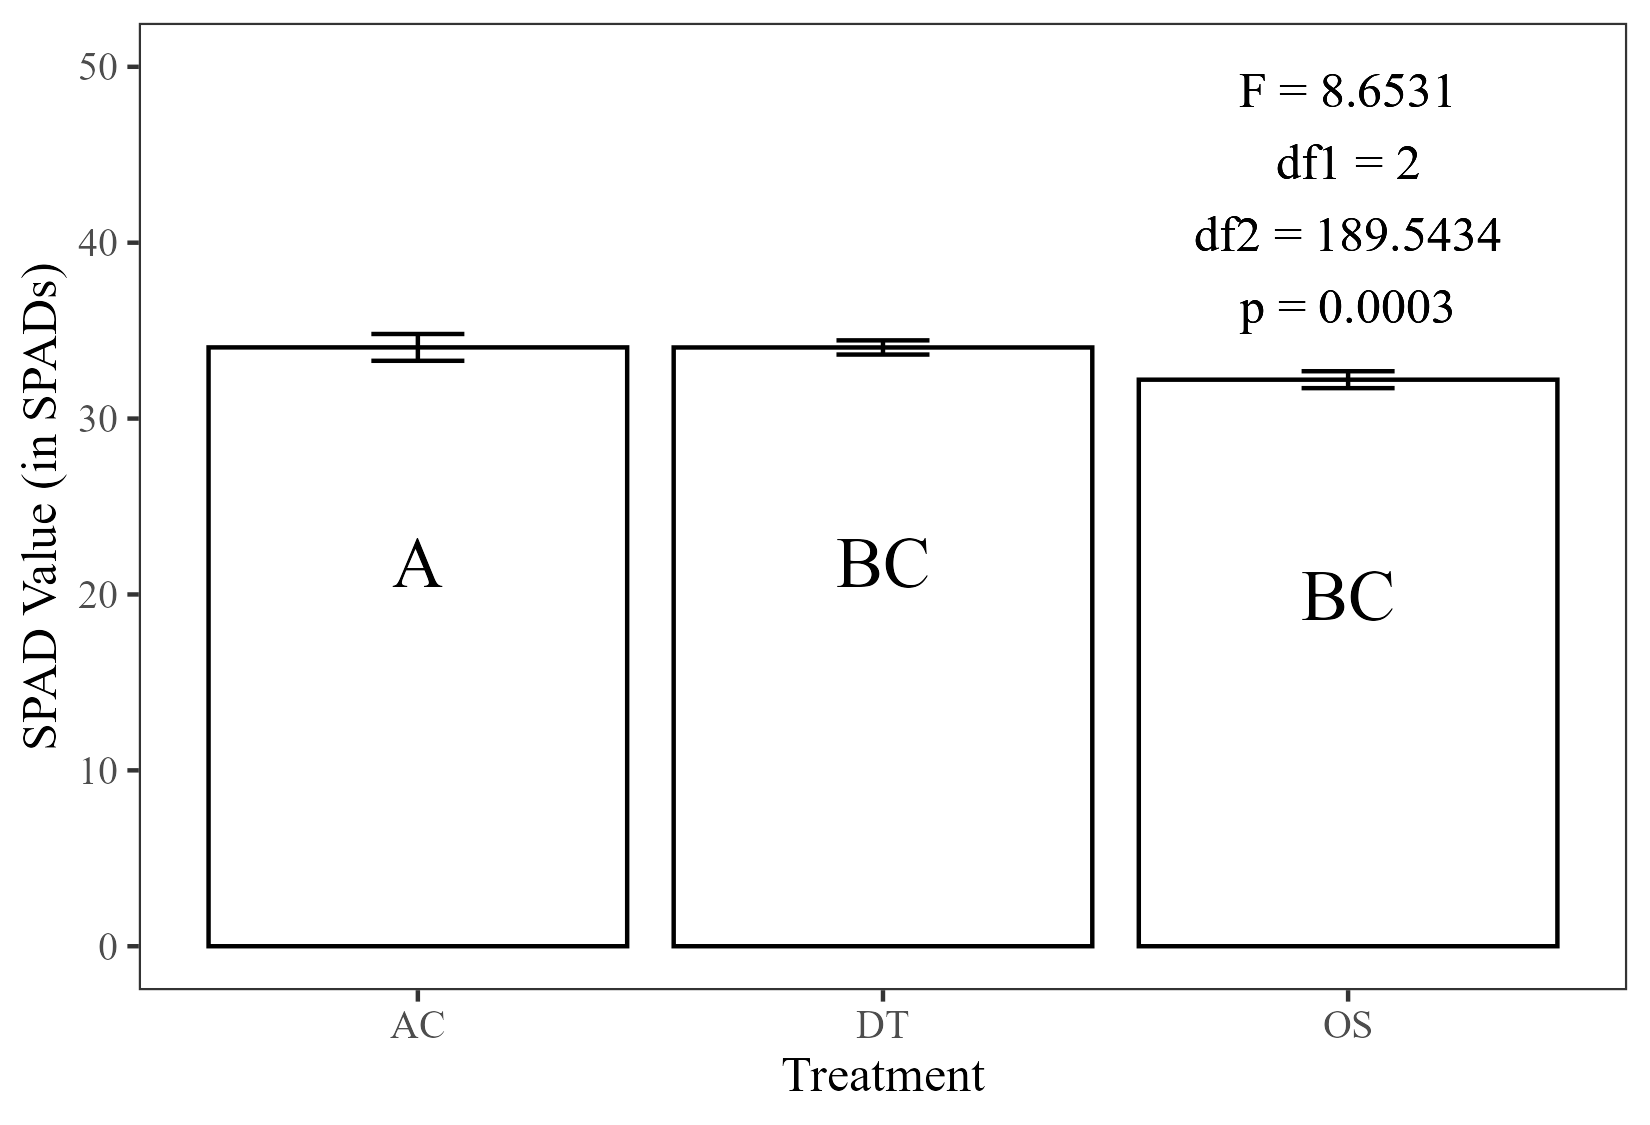 F = 8.6531
df1 = 2
df2 = 189.5434
p = 0.0003
SPAD Value (in SPADs)
50
40
30
20
10
0
A
BC
BC
AC
DT
OS
Treatment